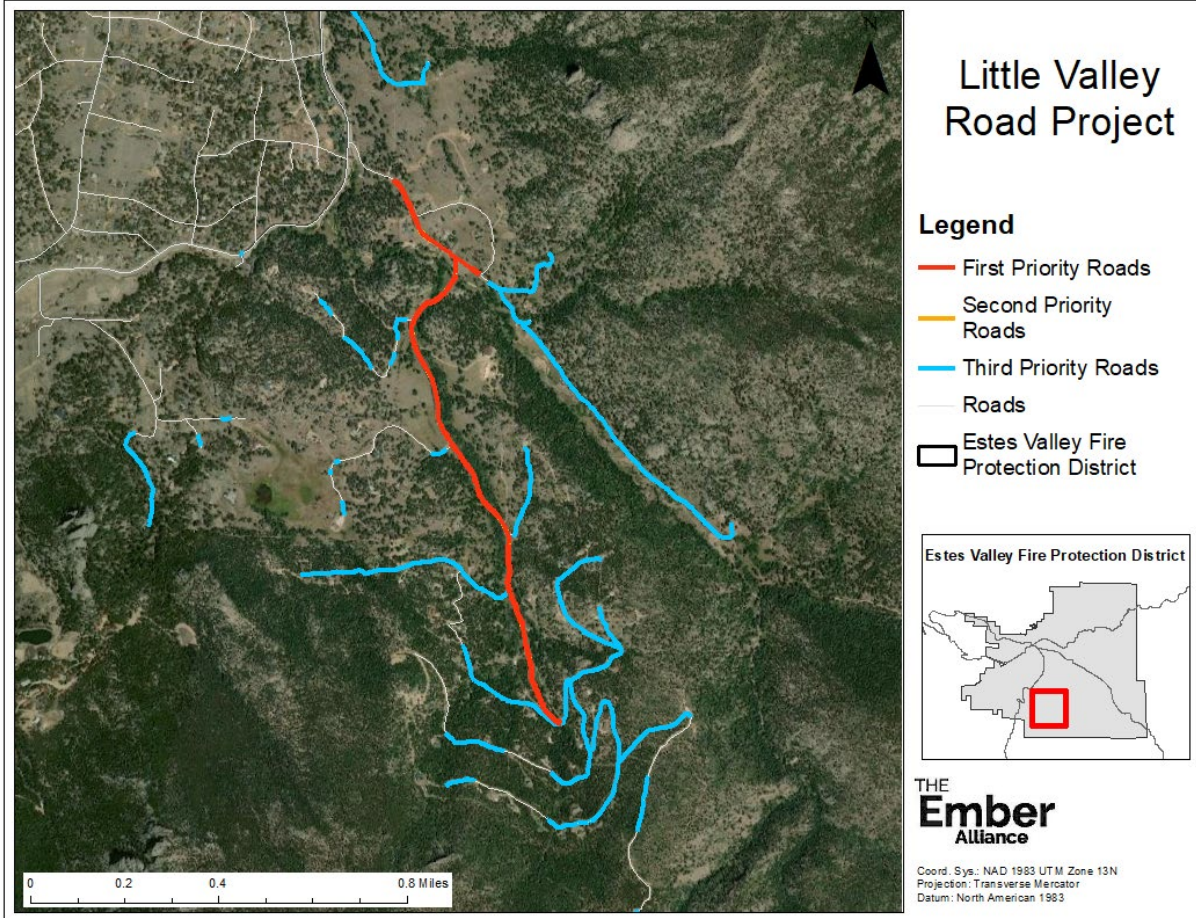 N
Little Valley
Road Project
Legend
First Priority Roads
Second Priority
Roads
Third Priority Roads
Roads
Estes Valley Fire
Protection District
Estes Valley Fire Protection District
THE
Ember
Alliance
Coord. Sys.: NAD 1983 UTM Zone 13N
Projection: Transverse Mercator
Datum: North American 1983
0 0.2 0.4 0.8 Miles